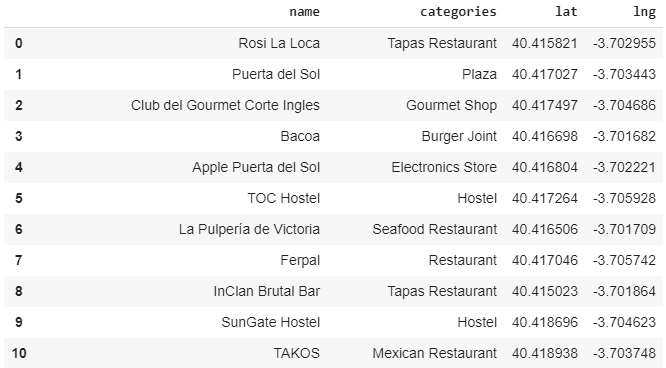 name categories lat lng
0 Rosi La Loca Tapas Restaurant 40.415821 -3.702955
1 Puerta del Sol Plaza 40.417027 -3.703443
2 Club del Gourmet Corte Ingles Gourmet Shop 40.417497 -3.704686
3 Bacoa Burger Joint 40.416698 -3.701682
4 Apple Puerta del Sol Electronics Store 40.416804 -3.702221
5 TOC Hostel Hostel 40.417264 -3.705928
6 La Pulpería de Victoria Seafood Restaurant 40.416506 -3.701709
7 Ferpal Restaurant 40.417046 -3.705742
8 InClan Brutal Bar Tapas Restaurant 40.415023 -3.701864
9 SunGate Hostel Hostel 40.418696 -3.704623
10 TAKOS Mexican Restaurant 40.418938 -3.703748